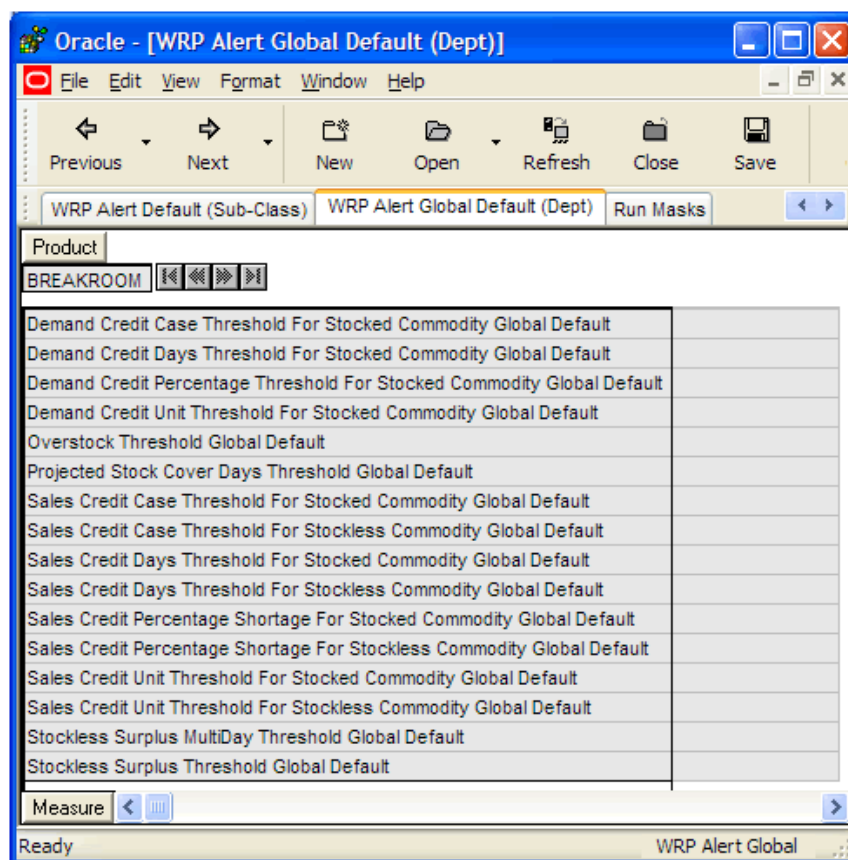 Oracle - [WRP Alert Global Default (Dept)]
File Edit View Format Window Help
Previous Next New Open Refresh Close Save
WRP Alert Default (Sub-Class) WRP Alert Global Default (Dept) Run Masks
Product
BREAKROOM
Demand Credit Case Threshold For Stocked Commodity Global Default
Demand Credit Days Threshold For Stocked Commodity Global Default
Demand Credit Percentage Threshold For Stocked Commodity Global Default
Demand Credit Unit Threshold For Stocked Commodity Global Default
Overstock Threshold Global Default
Projected Stock Cover Days Threshold Global Default
Sales Credit Case Threshold For Stocked Commodity Global Default
Sales Credit Case Threshold For Stockless Commodity Global Default
Sales Credit Days Threshold For Stocked Commodity Global Default
Sales Credit Days Threshold For Stockless Commodity Global Default
Sales Credit Percentage Shortage For Stocked Commodity Global Default
Sales Credit Percentage Shortage For Stockless Commodity Global Default
Sales Credit Unit Threshold For Stocked Commodity Global Default
Sales Credit Unit Threshold For Stockless Commodity Global Default
Stockless Surplus MultiDay Threshold Global Default
Stockless Surplus Threshold Global Default
Measure
Ready WRP Alert Global